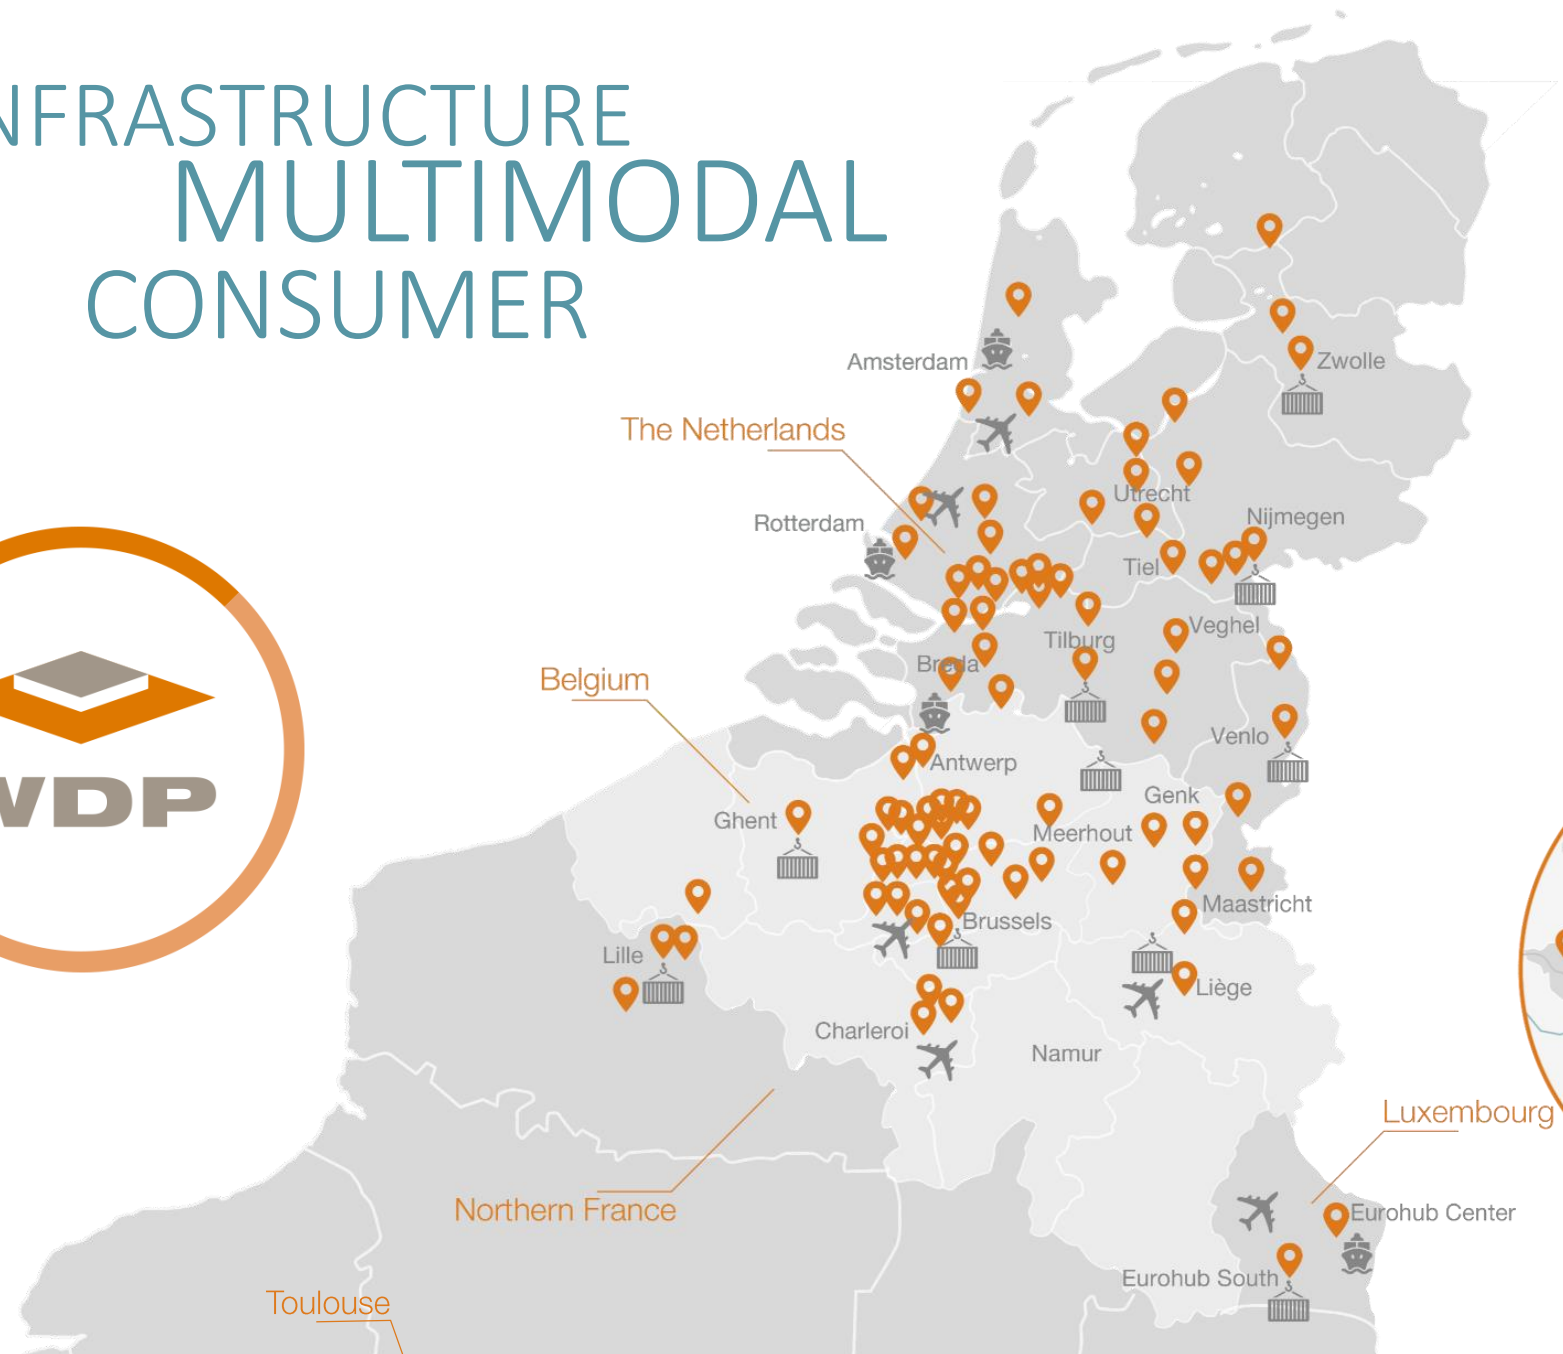 NFRASTRUCTURE
MULTIMODAL
CONSUMER
Amsterdam
Zwolle
The Netherlands
Utrecht
Rotterdam
Nijmegen
Tiel
Veghel
Tilburg
Breda
Belgium
Venlo
Antwerp
Genk
Ghent
Meerhout
WDP
Maastricht
Brussels
Lille
Liège
Charleroi
Namur
Luxembourg
Northern France
Eurohub Center
Eurohub South
Toulouse